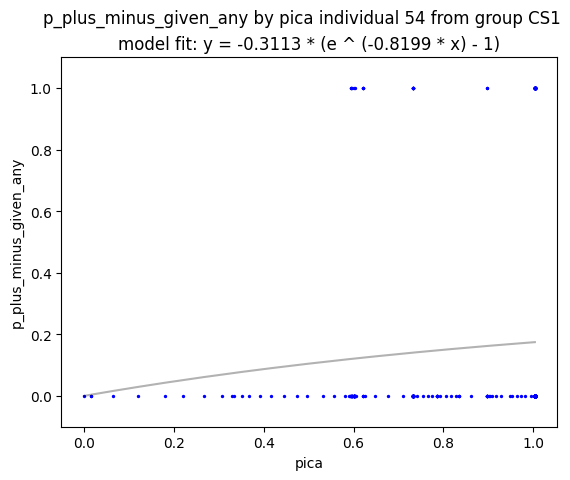 p_plus_minus_given_any by pica individual 54 from group CS1
model fit: y = -0.3113 * (e ^ (-0.8199 * x) - 1)
1.0
0.8
0.6
0.4
0.2
0.0
p_plus_minus_given_any
0.0 0.2 0.4 0.6 0.8 1.0
pica